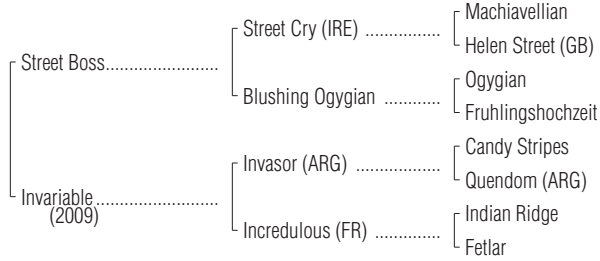 Machiavellian
Street Cry (IRE) ..................
Helen Street (GB)
Street Boss...........................
Ogygian
Blushing Ogygian .............
Fruhlingshochzeit
Candy Stripes
Invasor (ARG) ....................
Quendom (ARG)
Invariable.............................
(2009)
Indian Ridge
Incredulous (FR) ...............
Fetlar